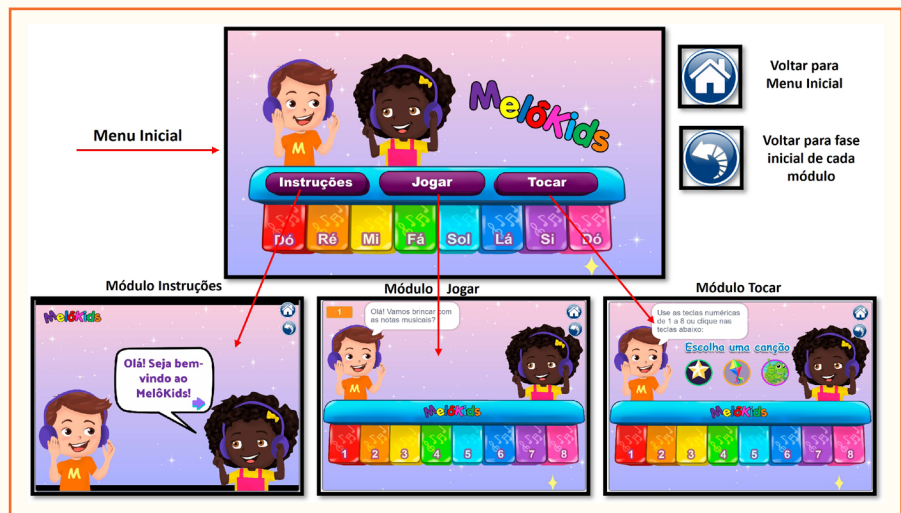 Menu Inicial
MelôKids
Instruções
Jogar
Tocar
Dó
Ré
Mi
Fá
Sol
Lá
Si
Dó
Voltar para
Menu Inicial
Voltar para fase
inicial de cada
módulo
M
Módulo Instruções
MelôKids
Olá! Seja bem-
vindo ao
MelôKids!
M
Módulo Jogar
1
Olá! Vamos brincar com
as notas musicais?
M
MelôKids
1
2
3
4
5
6
7
8
Módulo Tocar
Use as teclas numéricas
de 1 a 8 ou clique nas
teclas abaixo:
Escolha uma canção
M
MelôKids
1
2
3
4
5
6
7
8